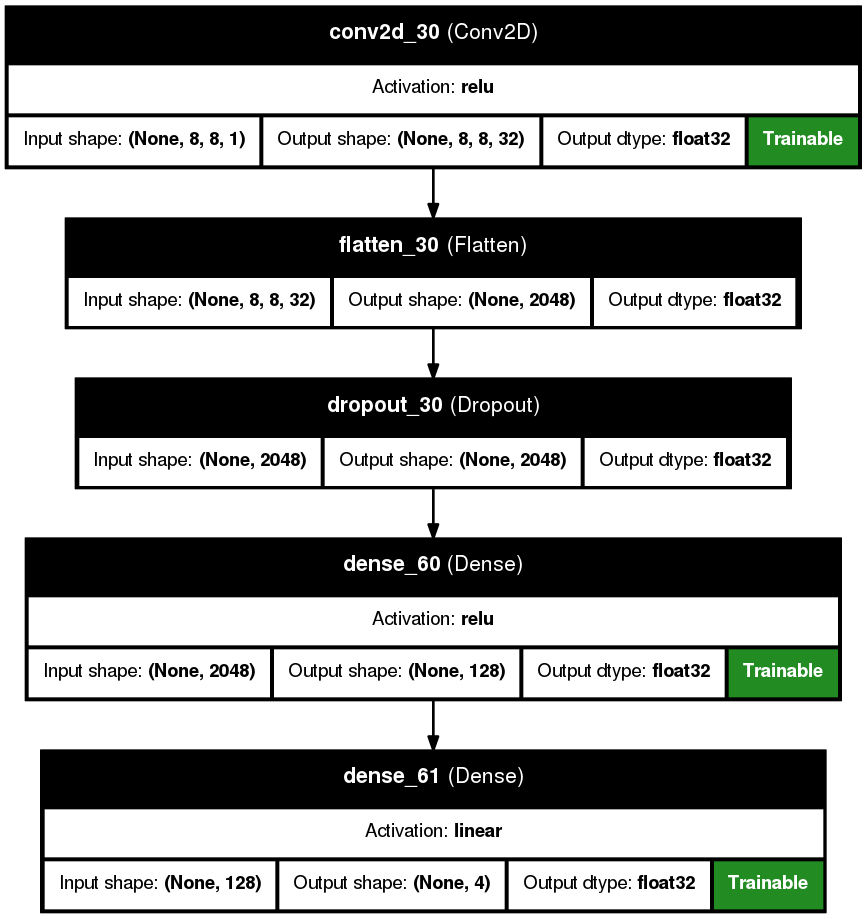 conv2d_30 (Conv2D)
Activation: relu
Input shape: (None, 8, 8, 1) Output shape: (None, 8, 8, 32) Output dtype: float32 Trainable
flatten_30 (Flatten)
Input shape: (None, 8, 8, 32) Output shape: (None, 2048) Output dtype: float32
dropout_30 (Dropout)
Input shape: (None, 2048) Output shape: (None, 2048) Output dtype: float32
dense_60 (Dense)
Activation: relu
Input shape: (None, 2048) Output shape: (None, 128) Output dtype: float32 Trainable
dense_61 (Dense)
Activation: linear
Input shape: (None, 128) Output shape: (None, 4) Output dtype: float32 Trainable